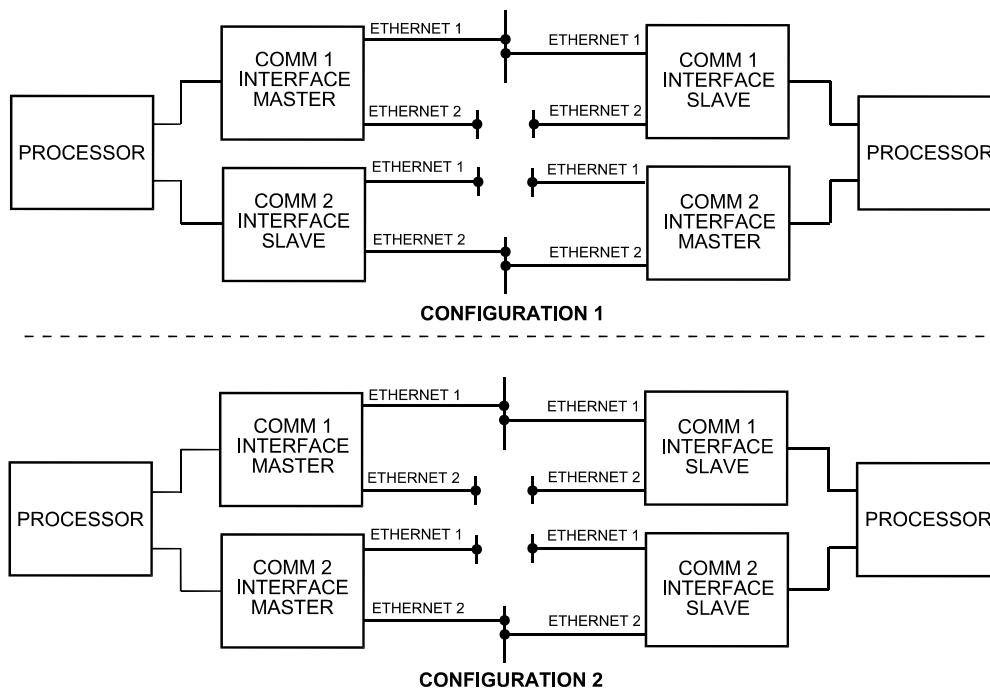 ETHERNET 1
ETHERNET 1
COMM 1
INTERFACE
MASTER
COMM 1
INTERFACE
SLAVE
ETHERNET 2
ETHERNET 2
PROCESSOR
PROCESSOR
ETHERNET 1
ETHERNET 1
COMM 2
INTERFACE
SLAVE
COMM 2
INTERFACE
MASTER
ETHERNET 2
ETHERNET 2
CONFIGURATION 1
ETHERNET 1
ETHERNET 1
COMM 1
INTERFACE
MASTER
COMM 1
INTERFACE
SLAVE
ETHERNET 2
ETHERNET 2
PROCESSOR
PROCESSOR
ETHERNET 1
ETHERNET 1
COMM 2
INTERFACE
MASTER
COMM 2
INTERFACE
SLAVE
ETHERNET 2
ETHERNET 2
CONFIGURATION 2